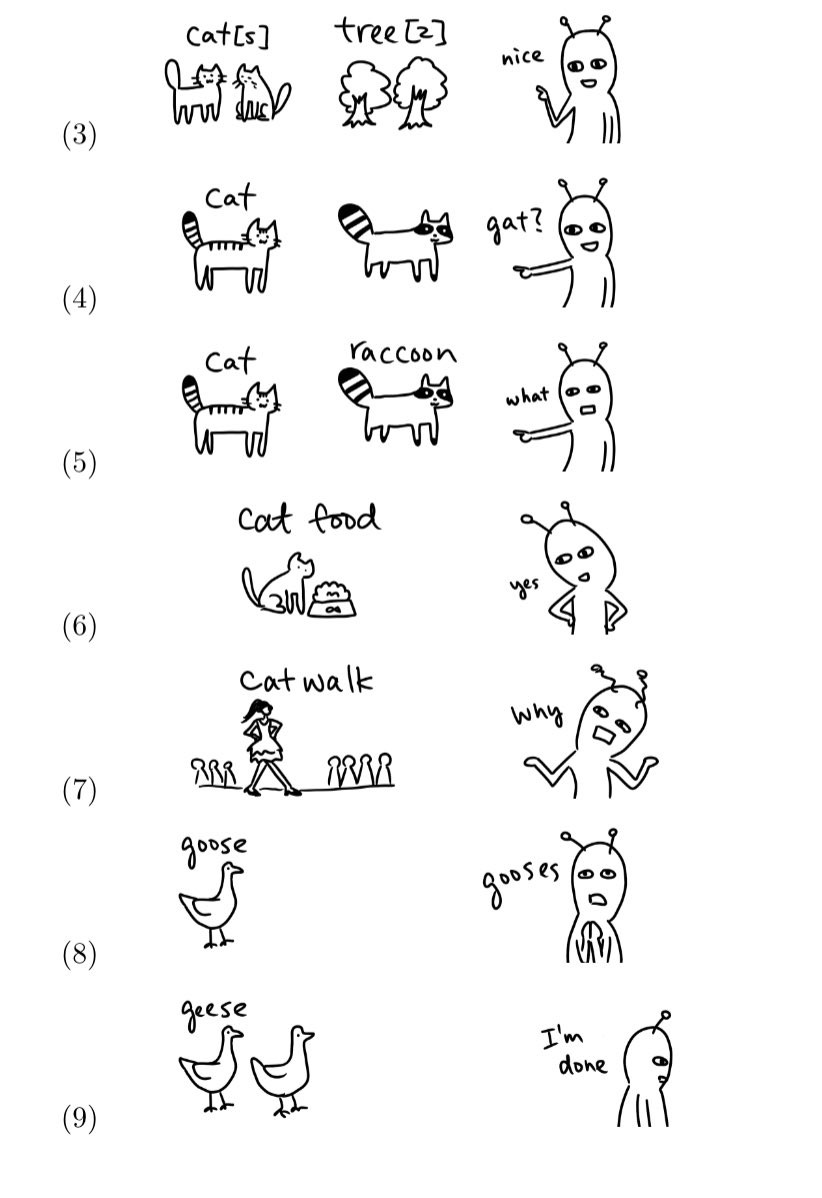 cat[s] tree[z] nice
(3)
cat gat?
(4)
cat raccoon what
(5)
cat food yes
(6)
catwalk why
(7)
goose gooses
(8)
geese I'm
done
(9)